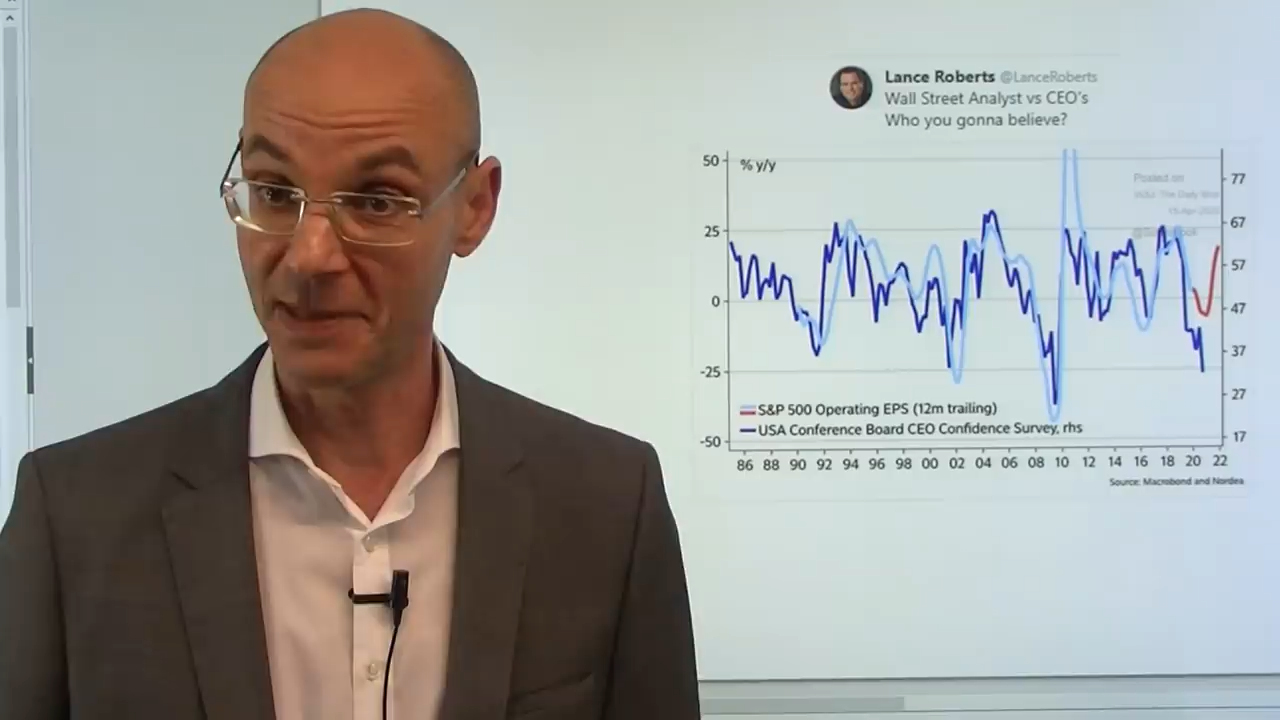 Lance Roberts @LanceRoberts
Wall Street Analyst vs CEO's
Who you gonna believe?
50
% y/y
77
Posted on
67
25
57
0
47
37
-25
27
S&P 500 Operating EPS (12m trailing)
USA Conference Board CEO Confidence Survey, rhs
17
-50
86 88 90 92 94 96 98 00 02 04 06 08 10 12 14 16 18 20 22
Source: Macrobond and Nordea